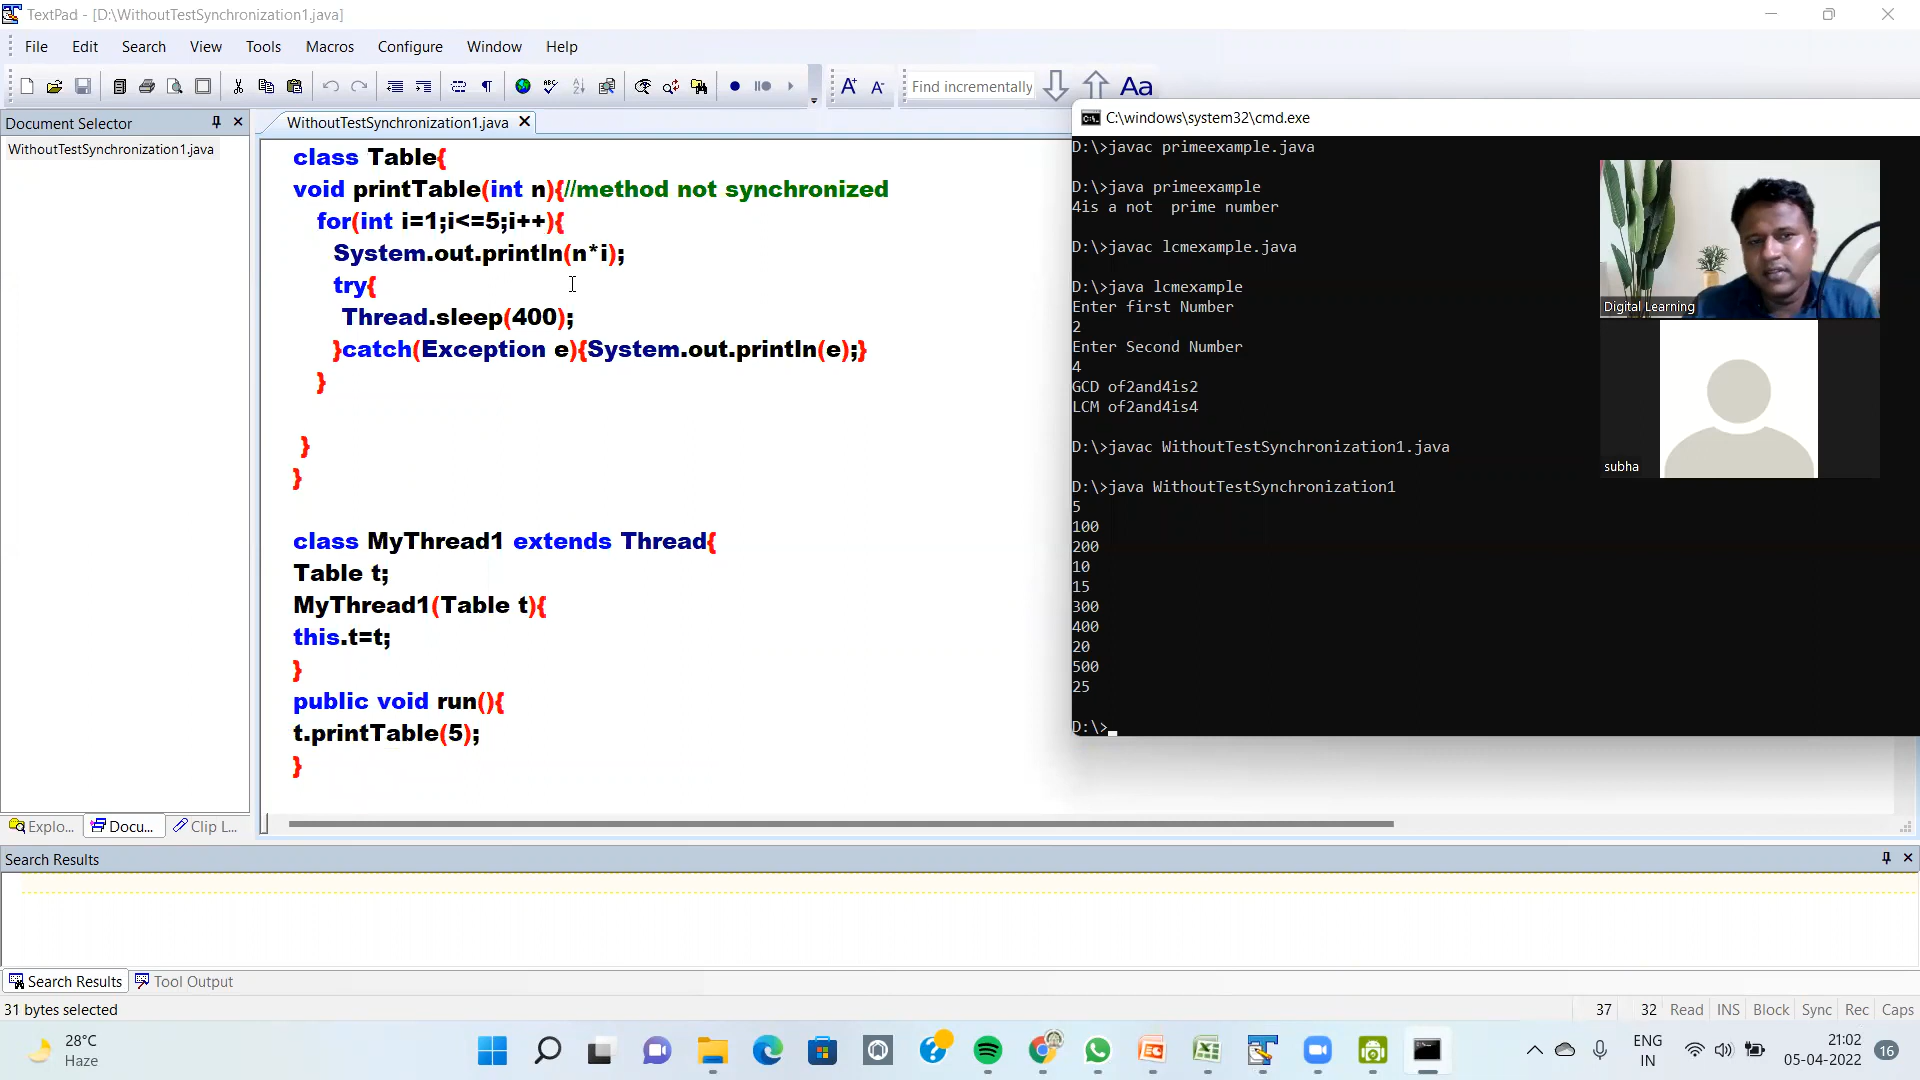 TextPad - [D:\WithoutTestSynchronization1.java]
File Edit Search View Tools Macros Configure Window Help
Find incrementally
Document Selector
WithoutTestSynchronization1.java
WithoutTestSynchronization1.java
class Table{
void printTable(int n){//method not synchronized
for(int i=1;i<=5;i++){
System.out.println(n*i);
try{
Thread.sleep(400);
}catch(Exception e){System.out.println(e);}
}
}
}
class MyThread1 extends Thread{
Table t;
MyThread1(Table t){
this.t=t;
}
public void run(){
t.printTable(5);
}
C:\windows\system32\cmd.exe
D:\>javac primeexample.java
D:\>java primeexample
4is a not  prime number
D:\>javac lcmexample.java
D:\>java lcmexample
Enter first Number
2
Enter Second Number
4
GCD of2and4is2
LCM of2and4is4
D:\>javac WithoutTestSynchronization1.java
D:\>java WithoutTestSynchronization1
5
100
200
10
15
300
400
20
500
25
D:\>
Digital Learning
subha
Explo... Docu... Clip L...
Search Results
Search Results Tool Output
31 bytes selected
37 32 Read INS Block Sync Rec Caps
28°C
Haze
ENG
IN
21:02
05-04-2022
16